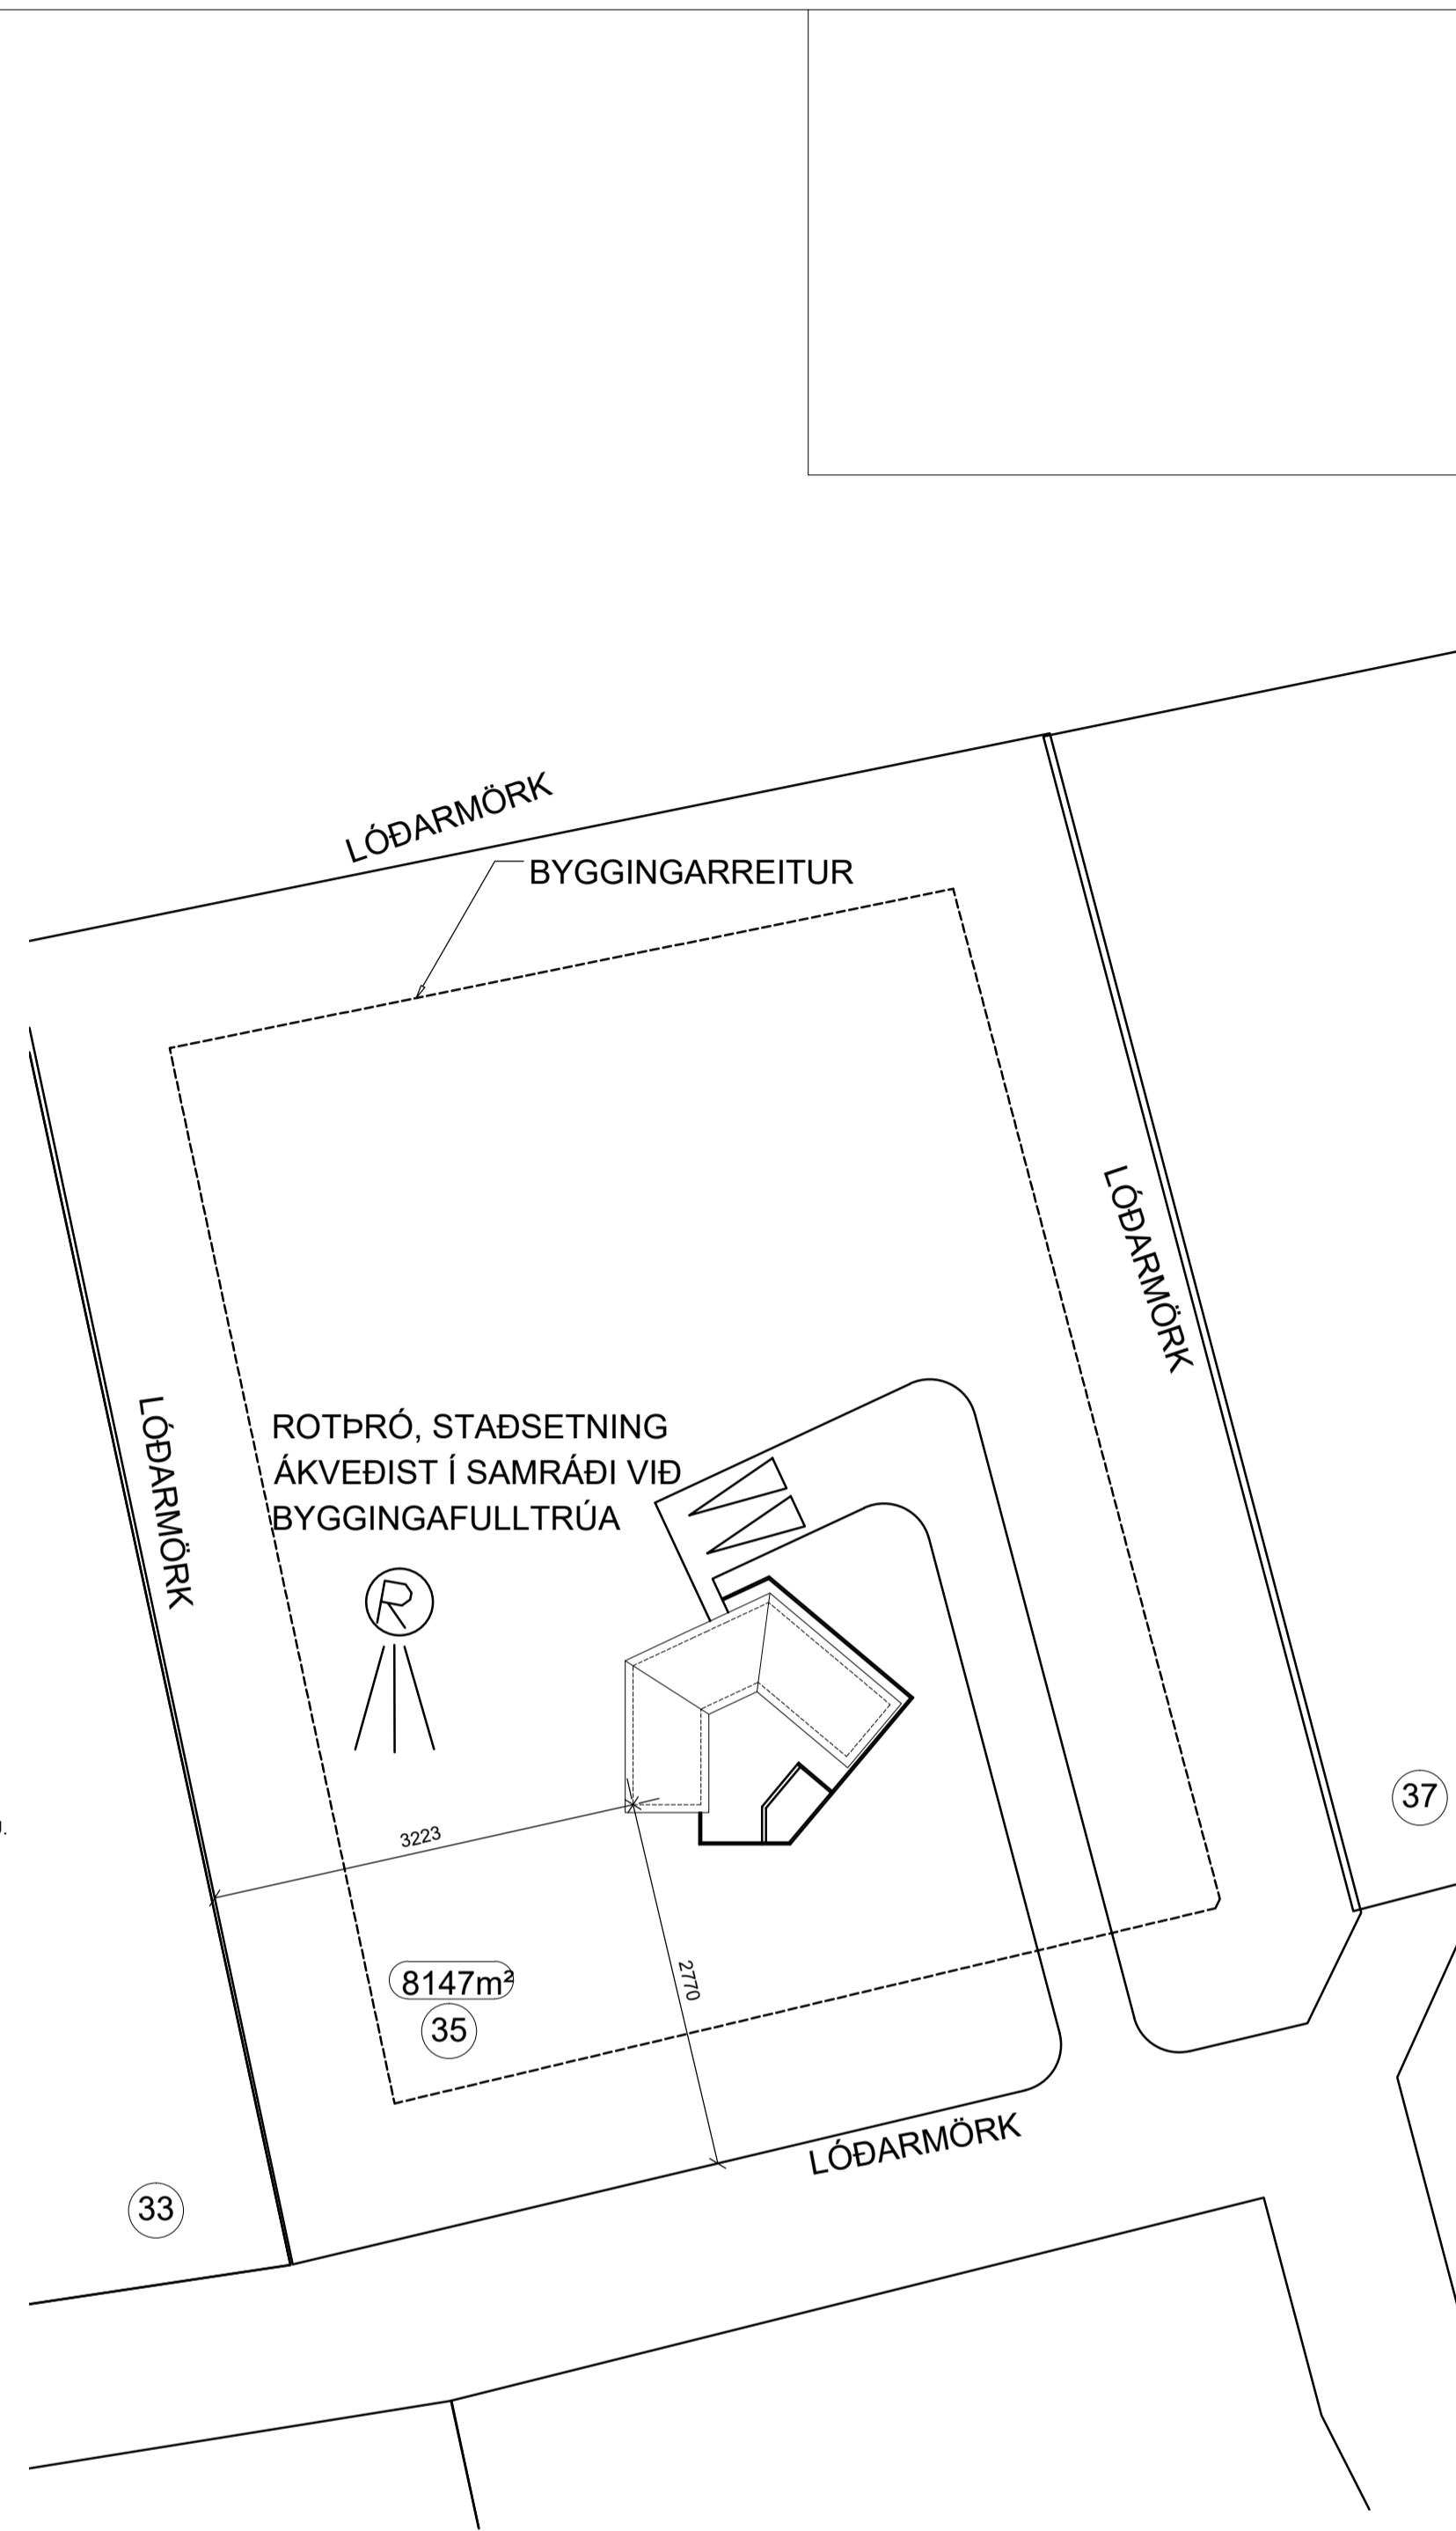 LÓÐARMÖRK
BYGGINGARREITUR
LÓÐARMÖRK
LÓÐARMÖRK
ROTÞRÓ, STAÐSETNING
ÁKVEÐIST Í SAMRÁÐI VIÐ
BYGGINGAFULLTRÚA
R
37
3223
2770
8147m²
35
LÓÐARMÖRK
33